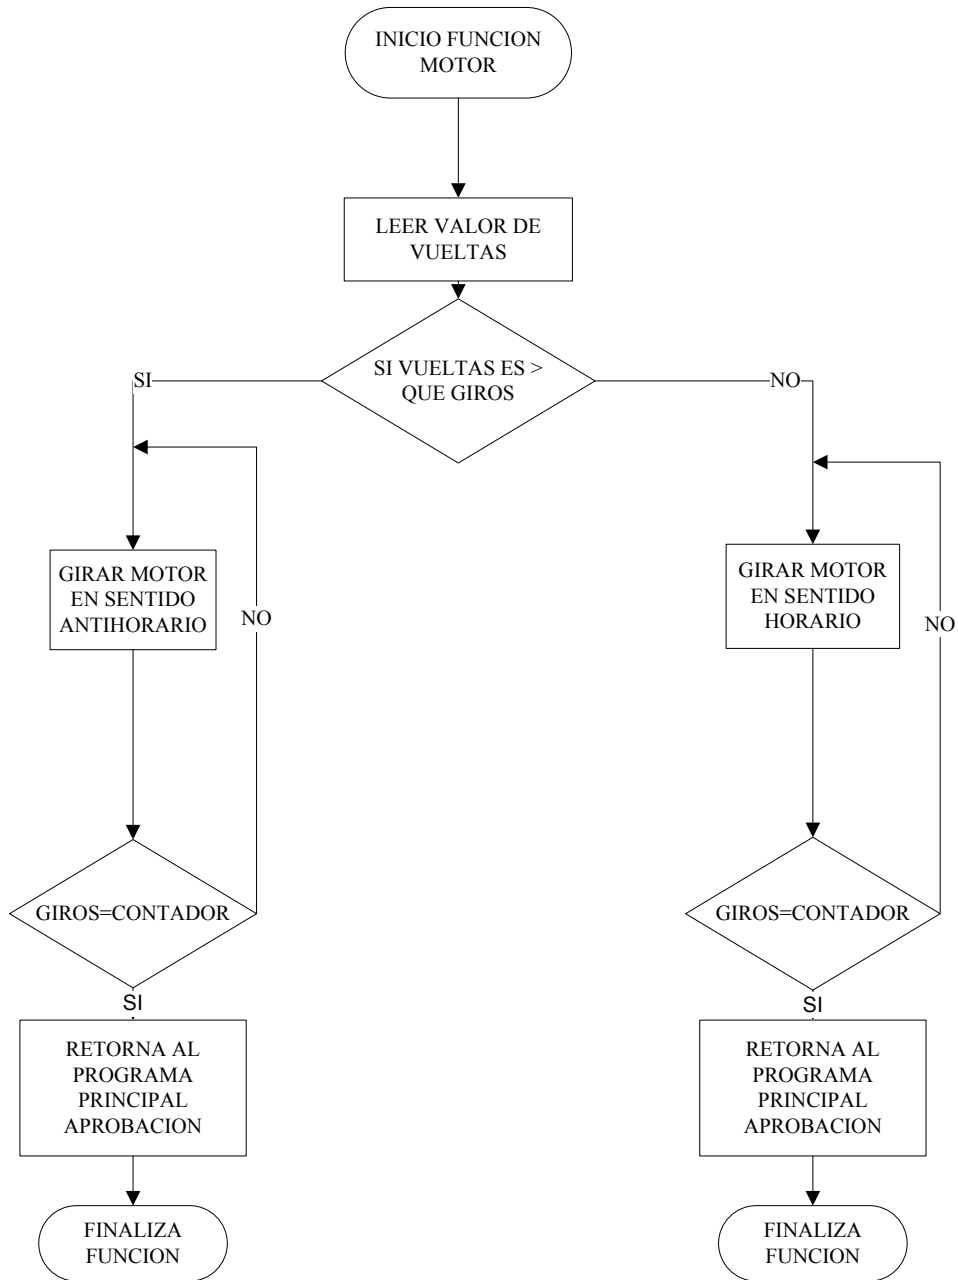 INICIO FUNCION
MOTOR
LEER VALOR DE
VUELTAS
SI VUELTAS ES >
QUE GIROS
SI
NO
GIRAR MOTOR
EN SENTIDO
ANTIHORARIO
NO
GIROS=CONTADOR
SI
RETORNA AL
PROGRAMA
PRINCIPAL
APROBACION
FINALIZA
FUNCION
GIRAR MOTOR
EN SENTIDO
HORARIO
NO
GIROS=CONTADOR
SI
RETORNA AL
PROGRAMA
PRINCIPAL
APROBACION
FINALIZA
FUNCION